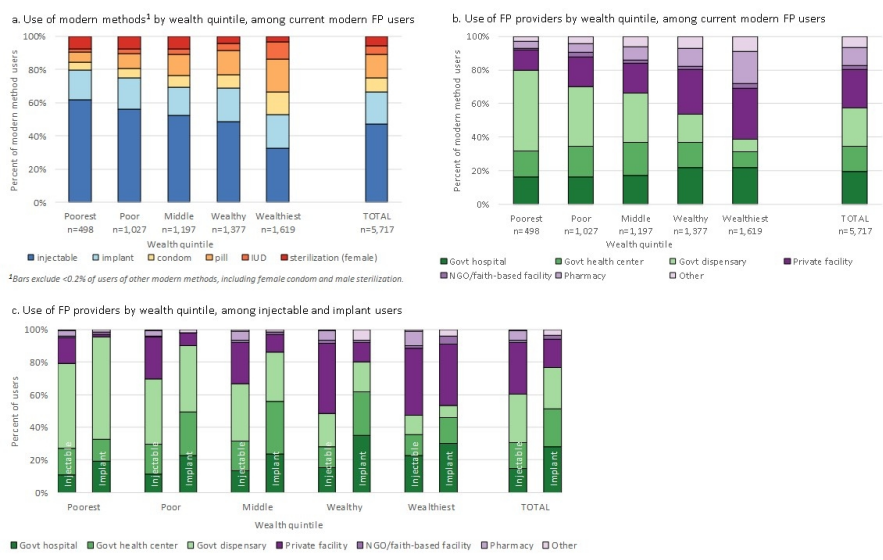 a. Use of modern methods¹ by wealth quintile, among current modern FP users
Percent of modern method users
100%
80%
60%
40%
20%
0%
Poorest Poor Middle Wealthy Wealthiest TOTAL
n=498 n=1,027 n=1,197 n=1,377 n=1,619 n=5,717
Wealth quintile
injectable implant condom pill IUD sterilization (female)
¹Bars exclude <0.2% of users of other modern methods, including female condom and male sterilization.
b. Use of FP providers by wealth quintile, among current modern FP users
Percent of modern method users
100%
80%
60%
40%
20%
0%
Poorest Poor Middle Wealthy Wealthiest TOTAL
n=498 n=1,027 n=1,197 n=1,377 n=1,619 n=5,717
Wealth quintile
Govt hospital Govt health center Govt dispensary Private facility
NGO/faith-based facility Pharmacy Other
c. Use of FP providers by wealth quintile, among injectable and implant users
Percent of users
100%
80%
60%
40%
20%
0%
Injectable Implant Injectable Implant Injectable Implant Injectable Implant Injectable Implant Injectable Implant
Poorest Poor Middle Wealthy Wealthiest TOTAL
Wealth quintile
Govt hospital Govt health center Govt dispensary Private facility NGO/faith-based facility Pharmacy Other